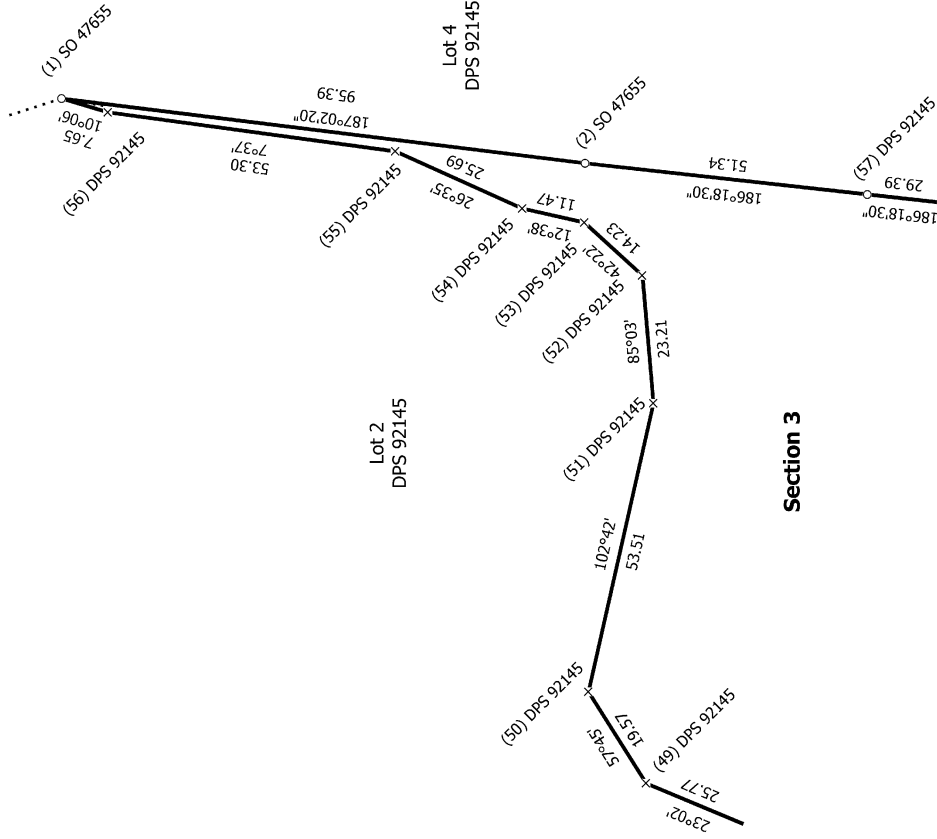 (1) SO 47655
Lot 4
DPS 92145
95.39
187°02'20"
7.65
10°06'
(56) DPS 92145
7°37'
53.30
(2) SO 47655
(57) DPS 92145
51.34
186°18'30"
29.39
186°18'30"
25.69
26°35'
(55) DPS 92145
11.47
12°38'
(54) DPS 92145
14.23
42°22'
(53) DPS 92145
(52) DPS 92145
85°03'
23.21
Lot 2
DPS 92145
(51) DPS 92145
Section 3
102°42'
53.51
(50) DPS 92145
19.57
57°45'
(49) DPS 92145
25.77
23°02'